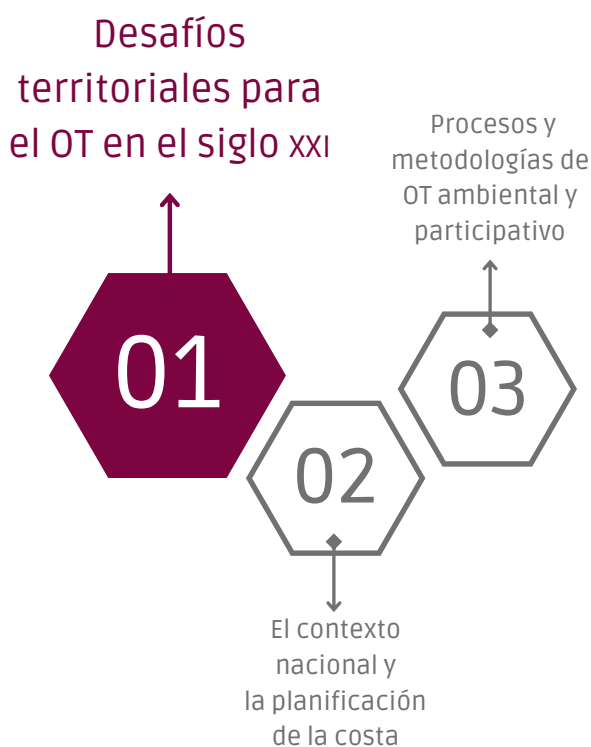 Desafíos
territoriales para
el OT en el siglo XXI
01
02
El contexto
nacional y
la planificación
de la costa
Procesos y
metodologías de
OT ambiental y
participativo
03